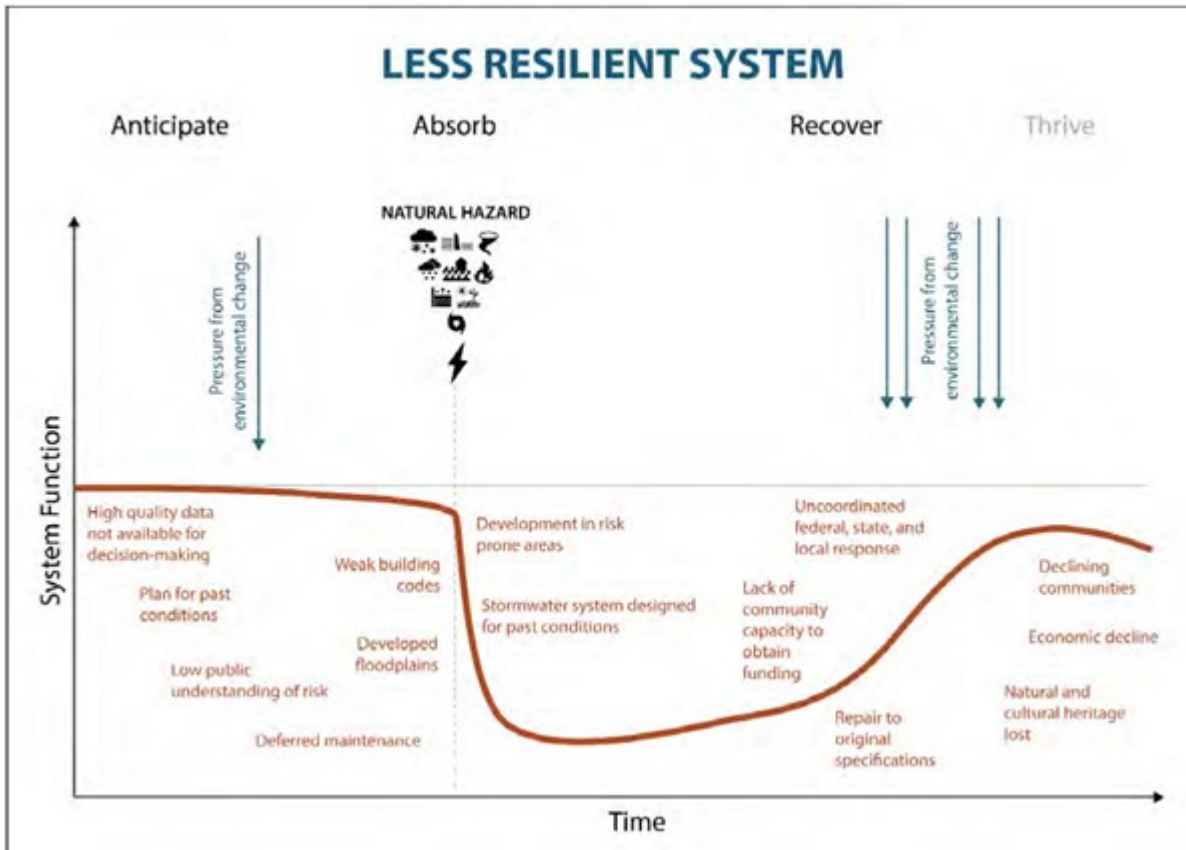 LESS RESILIENT SYSTEM
Anticipate
Absorb
Recover
Thrive
NATURAL HAZARD
Pressure from
environmental change
Pressure from
environmental change
System Function
High quality data
not available for
decision-making
Plan for past
conditions
Low public
understanding of risk
Deferred maintenance
Weak building
codes
Developed
floodplains
Development in risk
prone areas
Stormwater system designed
for past conditions
Uncoordinated
federal, state, and
local response
Lack of
community
capacity to
obtain
funding
Repair to
original
specifications
Declining
communities
Economic decline
Natural and
cultural heritage
lost
Time